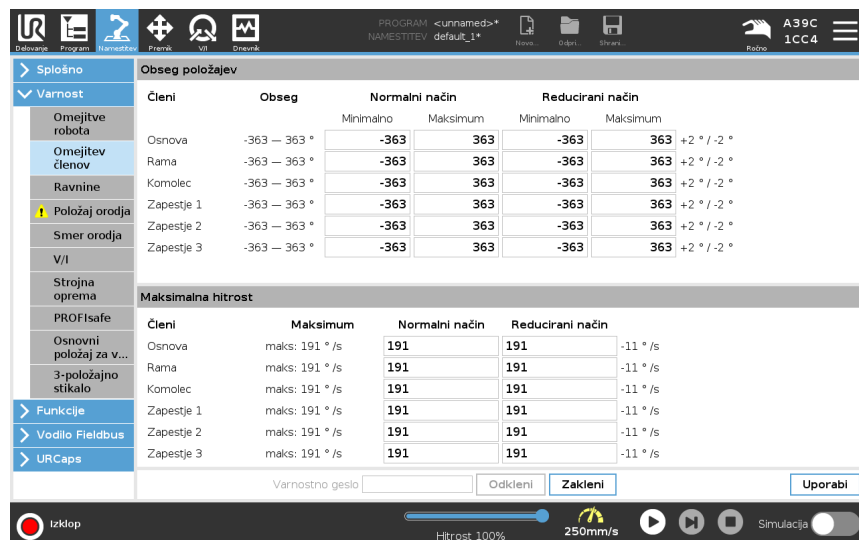 PROGRAM <unnamed>*
NAMESTITEV default_1*
Delovanje Program Namestitev Premik V/I Dnevnik Novo... Odpri... Shrani... Ročno
A39C
1CC4
Splošno
Varnost
Omejitve
robota
Omejitev
členov
Ravnine
Položaj orodja
Smer orodja
V/I
Strojna
oprema
PROFIsafe
Osnovni
položaj za v...
3-položajno
stikalo
Funkcije
Vodilo Fieldbus
URCaps
Obseg položajev
Členi Obseg Normalni način Reducirani način
Minimalno Maksimum Minimalno Maksimum
Osnova -363 — 363 ° -363 363 -363 363 +2 ° / -2 °
Rama -363 — 363 ° -363 363 -363 363 +2 ° / -2 °
Komolec -363 — 363 ° -363 363 -363 363 +2 ° / -2 °
Zapestje 1 -363 — 363 ° -363 363 -363 363 +2 ° / -2 °
Zapestje 2 -363 — 363 ° -363 363 -363 363 +2 ° / -2 °
Zapestje 3 -363 — 363 ° -363 363 -363 363 +2 ° / -2 °
Maksimalna hitrost
Členi Maksimum Normalni način Reducirani način
Osnova maks: 191 ° /s 191 191 -11 ° /s
Rama maks: 191 ° /s 191 191 -11 ° /s
Komolec maks: 191 ° /s 191 191 -11 ° /s
Zapestje 1 maks: 191 ° /s 191 191 -11 ° /s
Zapestje 2 maks: 191 ° /s 191 191 -11 ° /s
Zapestje 3 maks: 191 ° /s 191 191 -11 ° /s
Varnostno geslo Odkleni Zakleni Uporabi
Izklop
Hitrost 100%
250mm/s
Simulacija